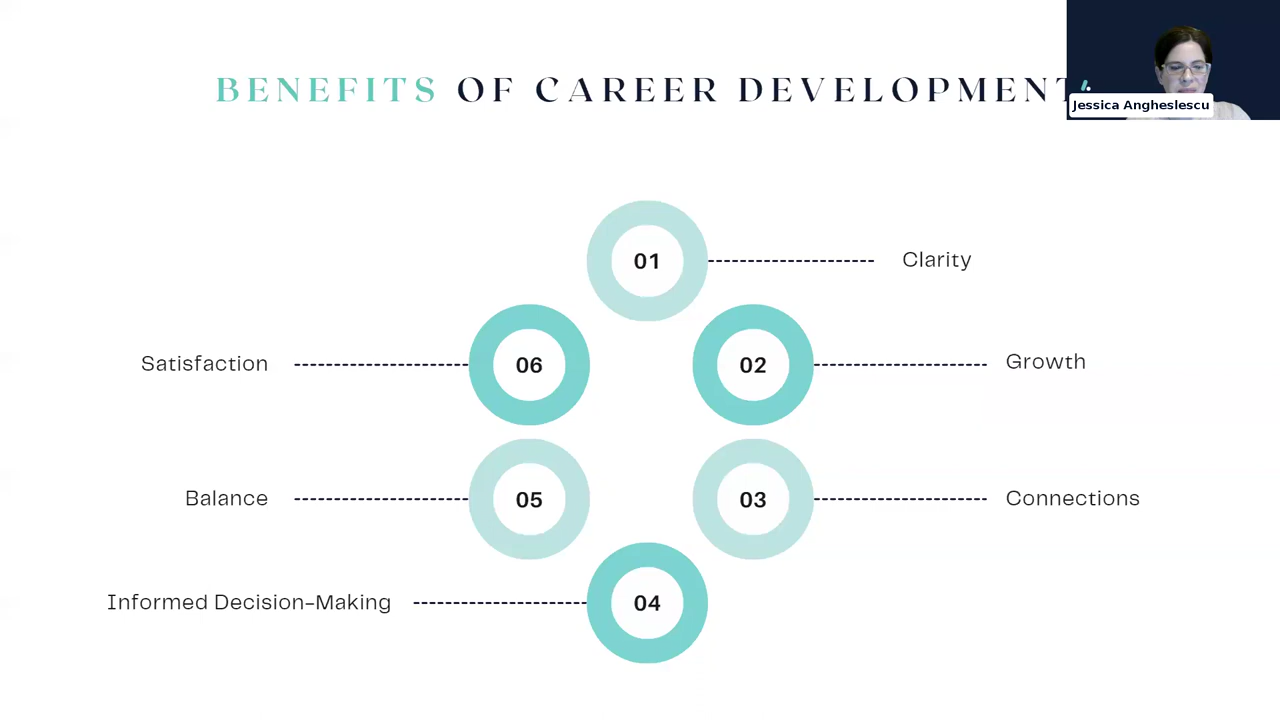 BENEFITS OF CAREER DEVELOPMENT
Jessica Angheslescu
01
Clarity
Satisfaction
06
02
Growth
Balance
05
03
Connections
Informed Decision-Making
04